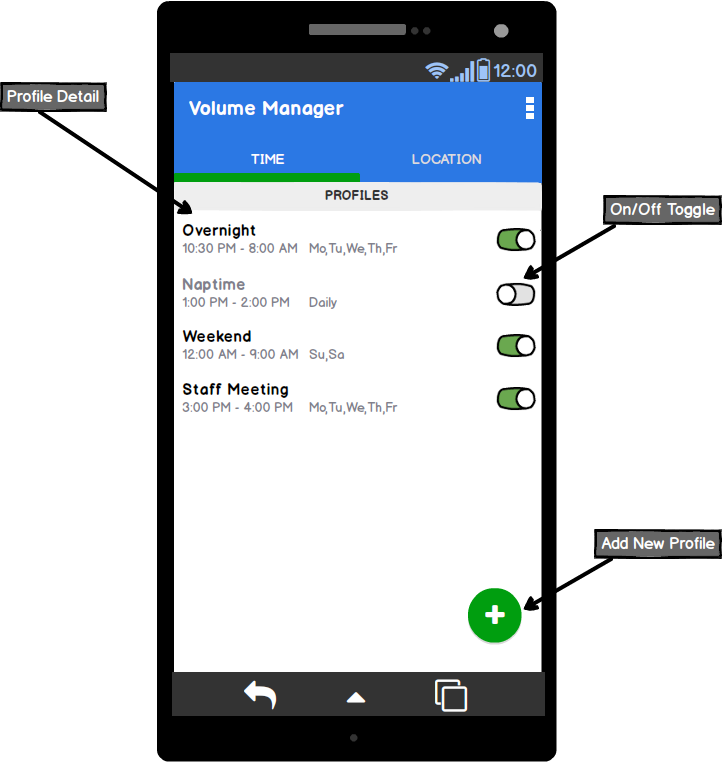 12:00
Profile Detail
Volume Manager
TIME
LOCATION
PROFILES
On/Off Toggle
Overnight
10:30 PM - 8:00 AM Mo,Tu,We,Th,Fr
Naptime
1:00 PM - 2:00 PM Daily
Weekend
12:00 AM - 9:00 AM Su,Sa
Staff Meeting
3:00 PM - 4:00 PM Mo,Tu,We,Th,Fr
Add New Profile